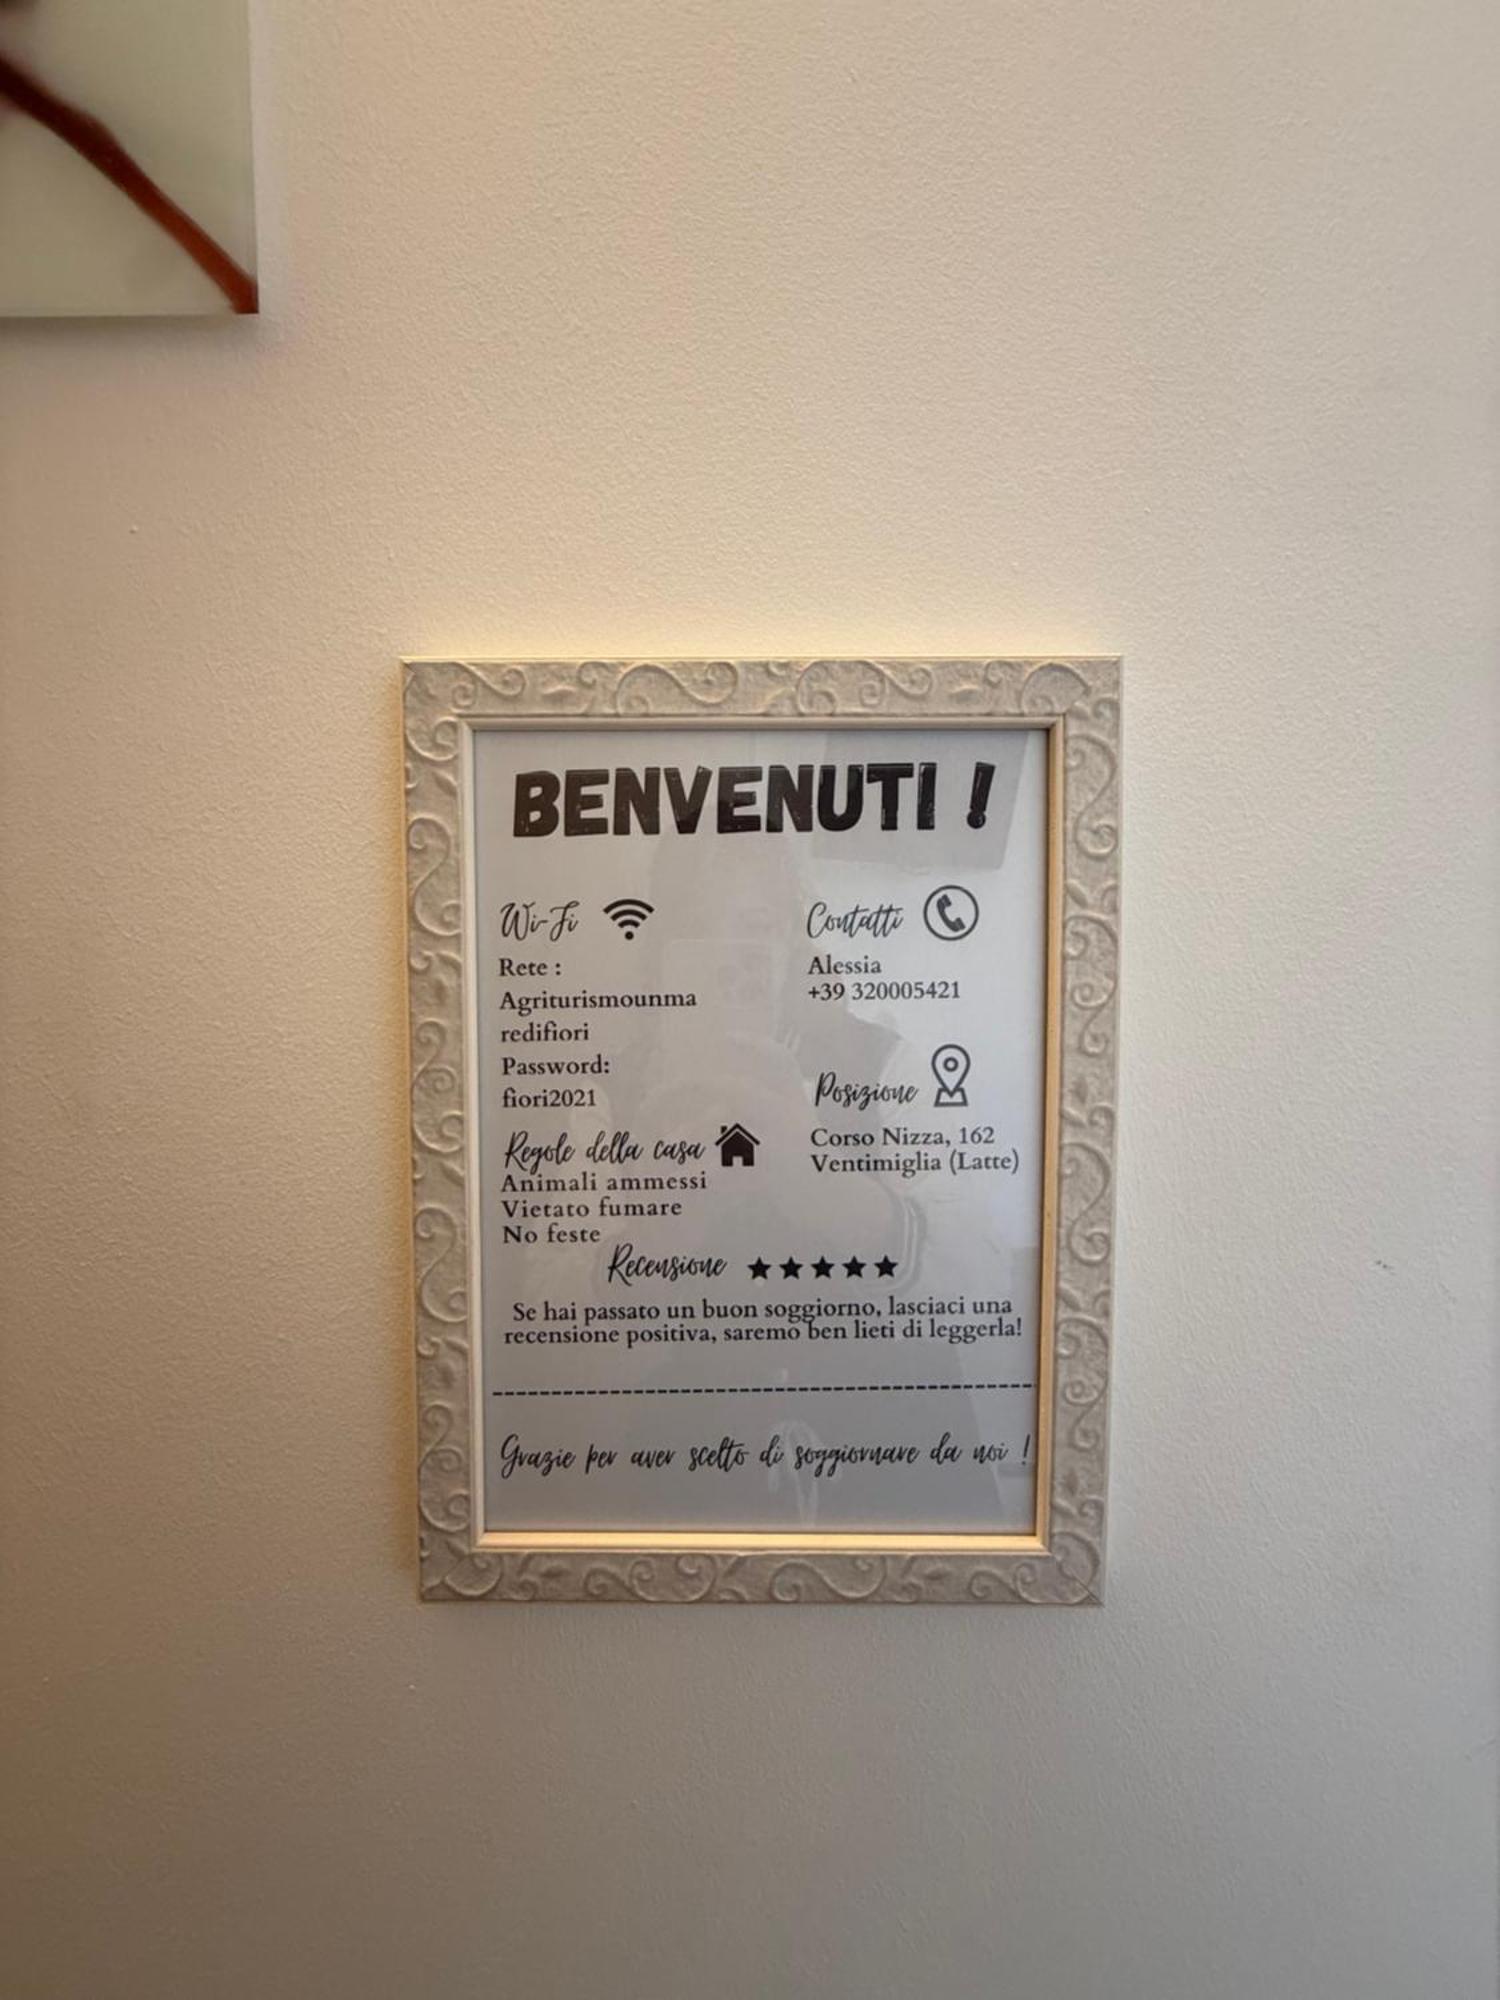 BENVENUTI !
Wi-Fi
Rete :
Agriturismounma
redifiori
Password:
fiori2021
Contatti
Alessia
+39 320005421
Posizione
Corso Nizza, 162
Ventimiglia (Latte)
Regole della casa
Animali ammessi
Vietato fumare
No feste
Recensione ★★★★★
Se hai passato un buon soggiorno, lasciaci una
recensione positiva, saremo ben lieti di leggerla!
Grazie per aver scelto di soggiornare da noi !